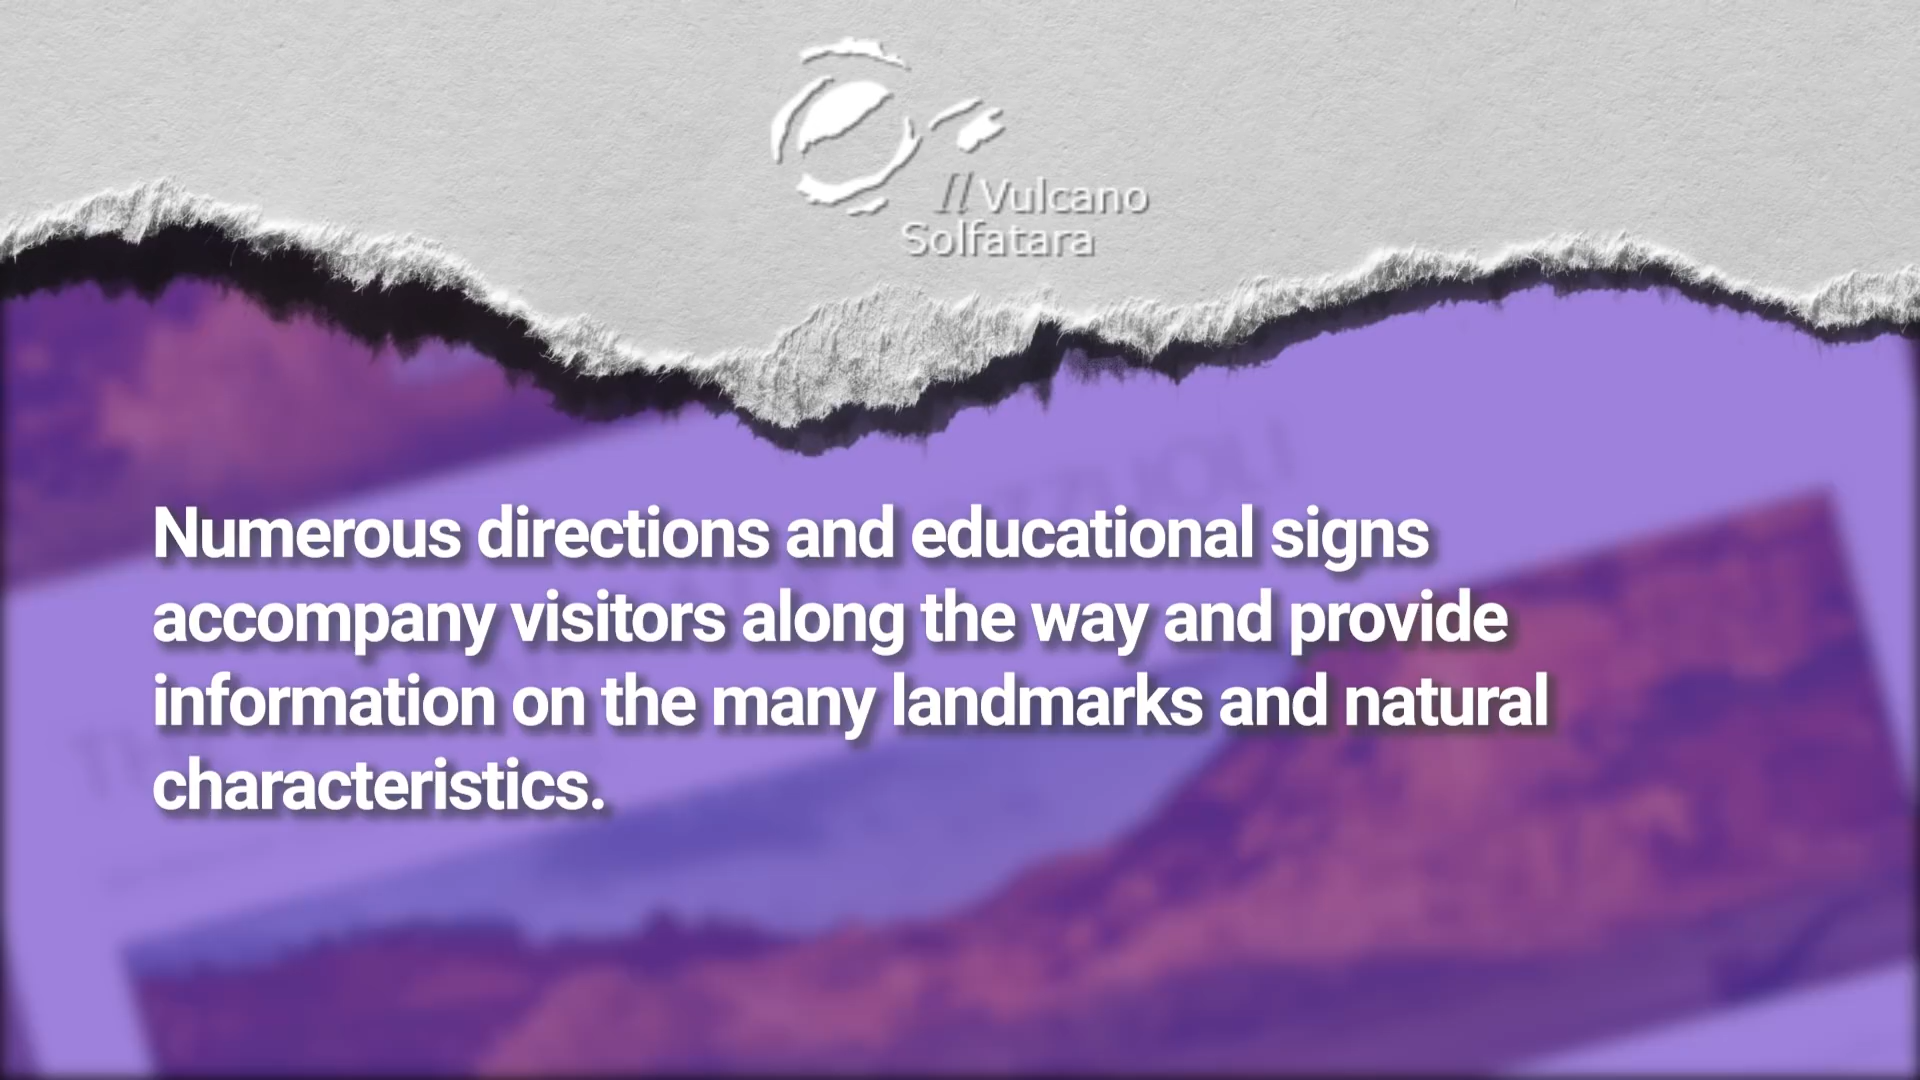 Il Vulcano
Solfatara
Numerous directions and educational signs
accompany visitors along the way and provide
information on the many landmarks and natural
characteristics.